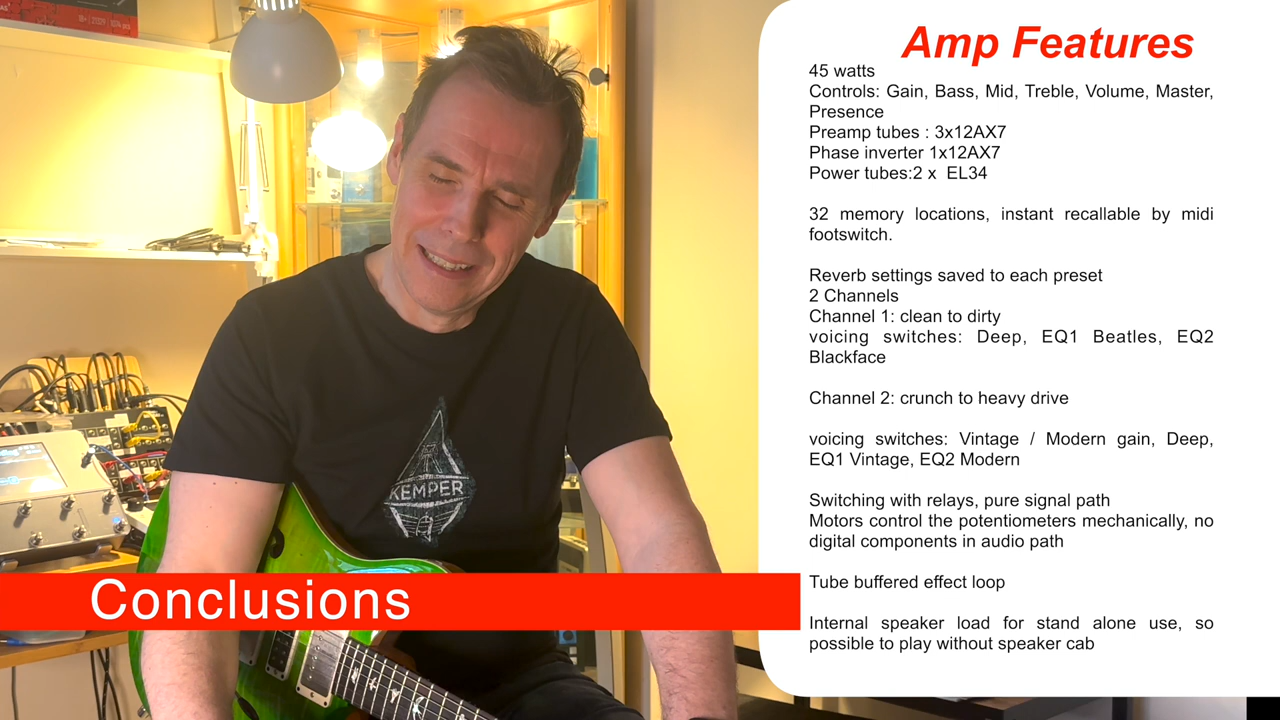 Amp Features
45 watts
Controls: Gain, Bass, Mid, Treble, Volume, Master,
Presence
Preamp tubes : 3x12AX7
Phase inverter 1x12AX7
Power tubes:2 x  EL34
32 memory locations, instant recallable by midi
footswitch.
Reverb settings saved to each preset
2 Channels
Channel 1: clean to dirty
voicing switches: Deep, EQ1 Beatles, EQ2
Blackface
Channel 2: crunch to heavy drive
voicing switches: Vintage / Modern gain, Deep,
EQ1 Vintage, EQ2 Modern
Switching with relays, pure signal path
Motors control the potentiometers mechanically, no
digital components in audio path
Tube buffered effect loop
Internal speaker load for stand alone use, so
possible to play without speaker cab
KEMPER
Conclusions